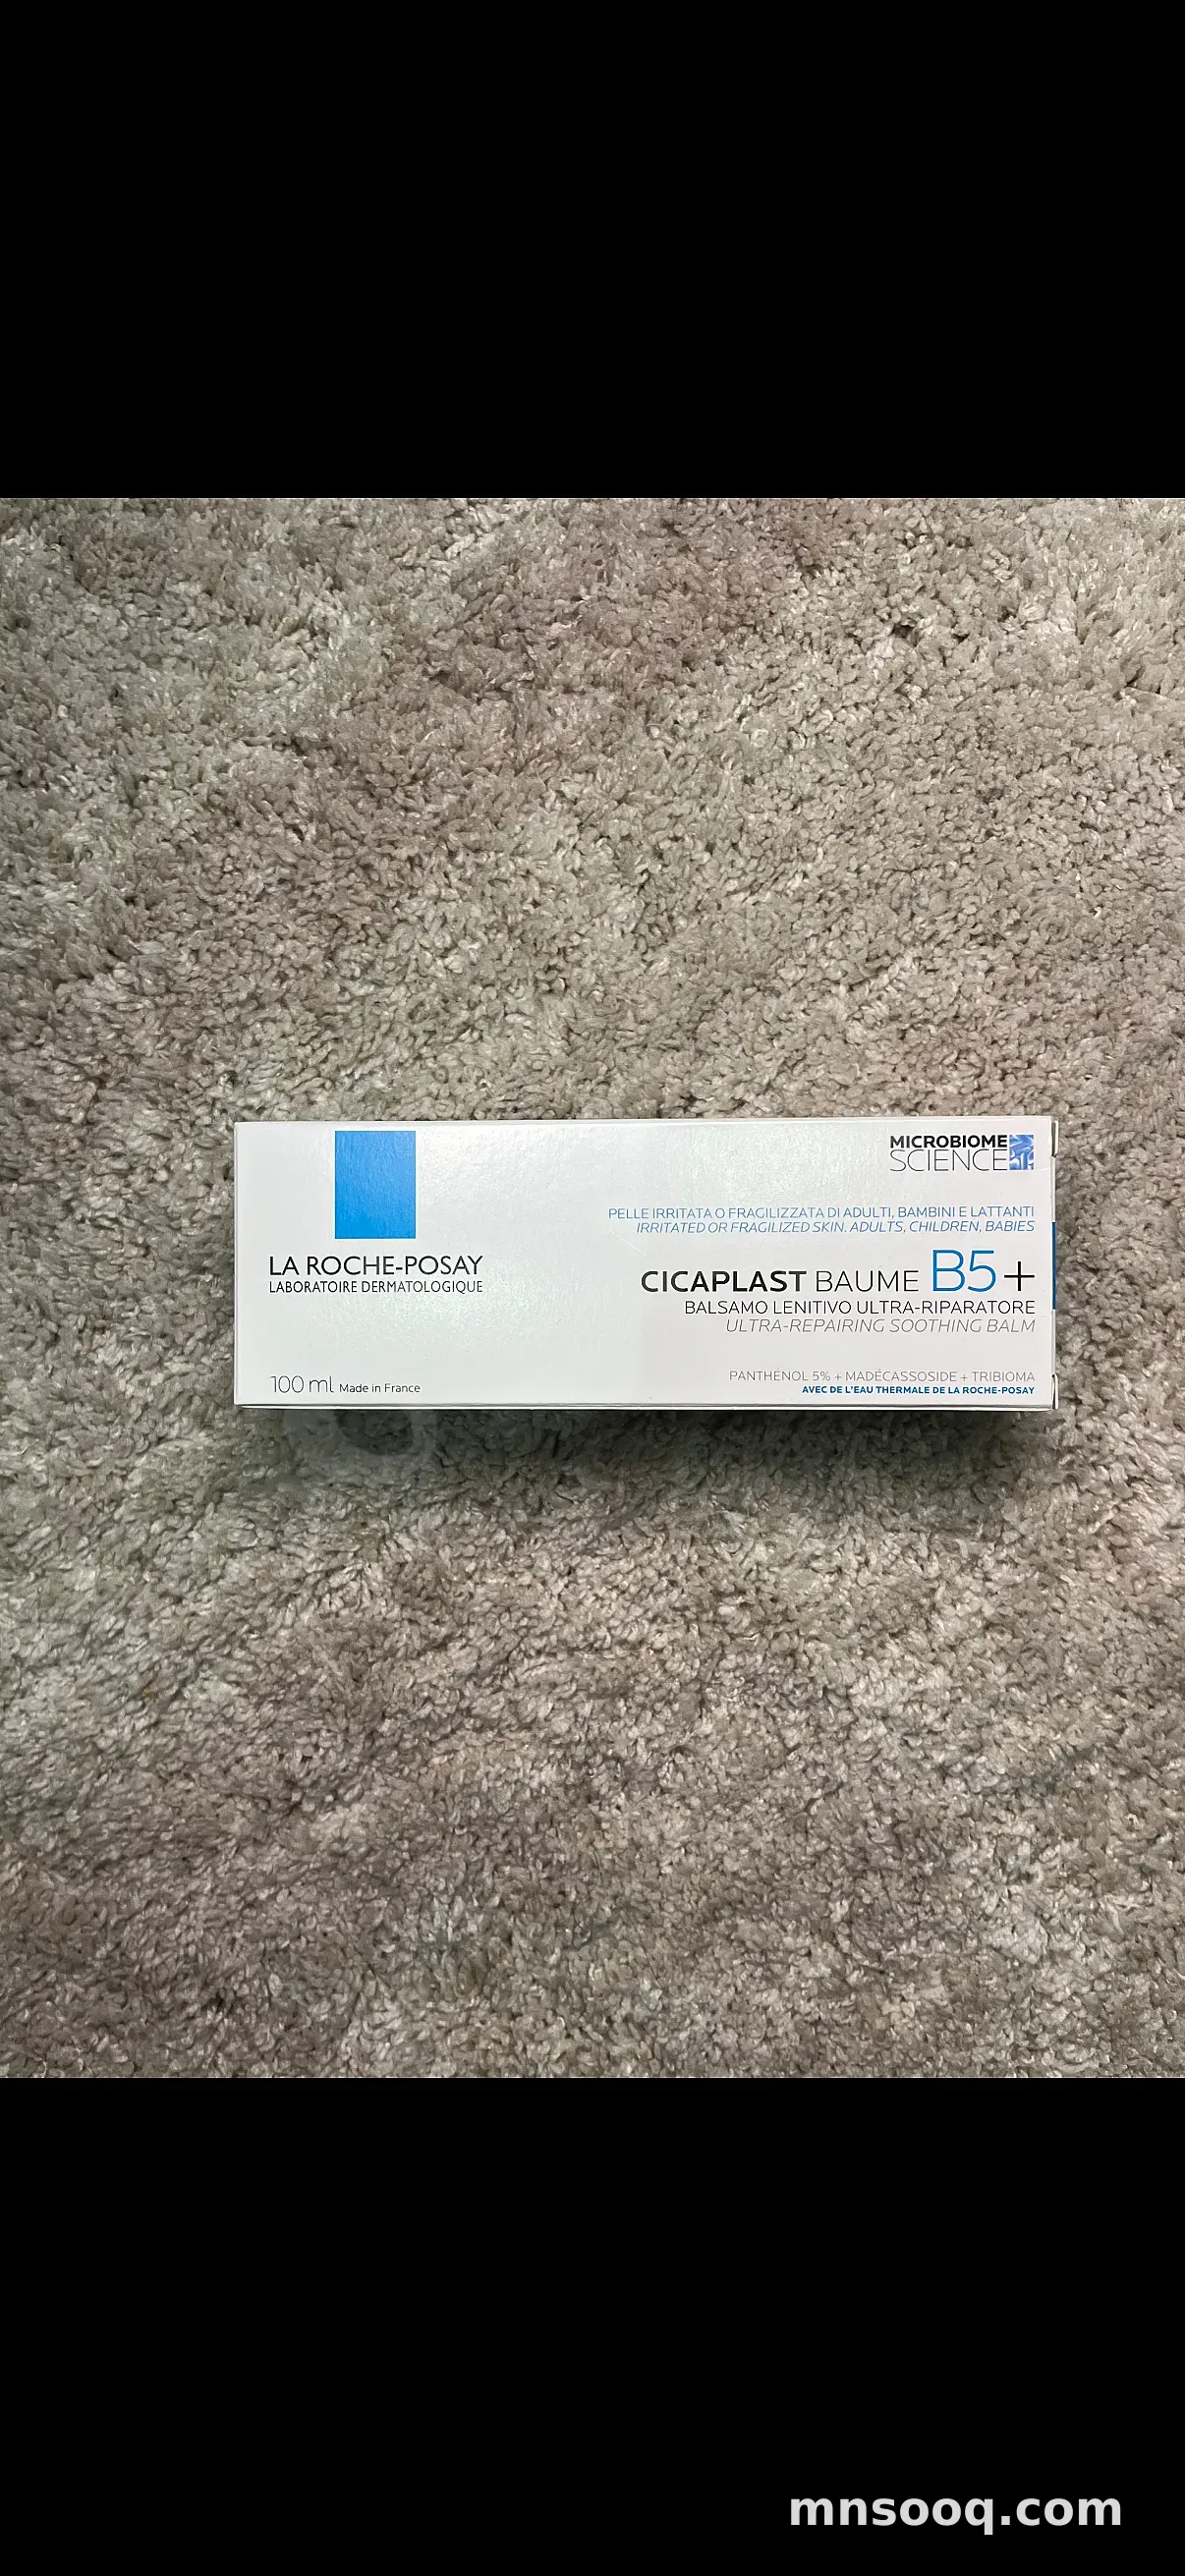 MICROBIOME
SCIENCE
PELLE IRRITATA O FRAGILIZZATA DI ADULTI, BAMBINI E LATTANTI
IRRITATED OR FRAGILIZED SKIN. ADULTS, CHILDREN, BABIES
LA ROCHE-POSAY
LABORATOIRE DERMATOLOGIQUE
CICAPLAST BAUME B5+
BALSAMO LENITIVO ULTRA-RIPARATORE
ULTRA-REPAIRING SOOTHING BALM
100 ml Made in France
PANTHENOL 5% + MADÉCASSOSIDE + TRIBIOMA
AVEC DE L'EAU THERMALE DE LA ROCHE-POSAY
mnsooq.com